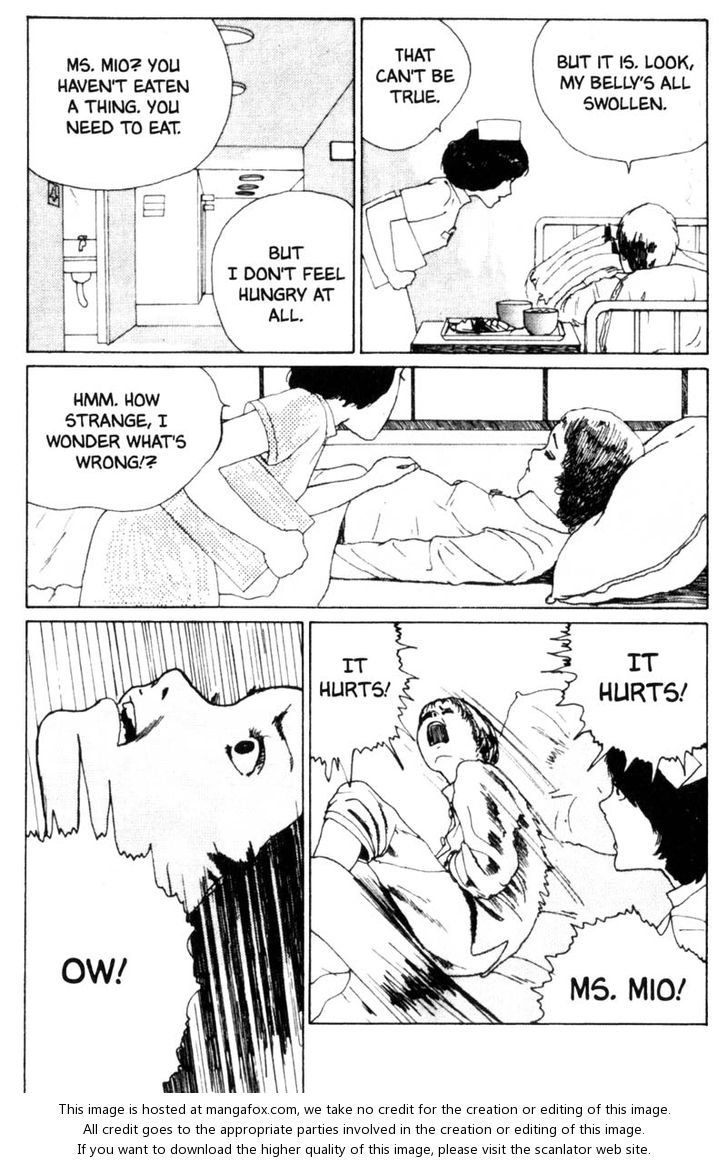 MS. MIO? YOU
HAVEN'T EATEN
A THING. YOU
NEED TO EAT.
BUT
I DON'T FEEL
HUNGRY AT
ALL.
THAT
CAN'T BE
TRUE.
BUT IT IS. LOOK,
MY BELLY'S ALL
SWOLLEN.
HMM. HOW
STRANGE, I
WONDER WHAT'S
WRONG!?
OW!
IT
HURTS!
IT
HURTS!
MS. MIO!
This image is hosted at mangafox.com, we take no credit for the creation or editing of this image.
All credit goes to the appropriate parties involved in the creation or editing of this image.
If you want to download the higher quality of this image, please visit the scanlator web site.